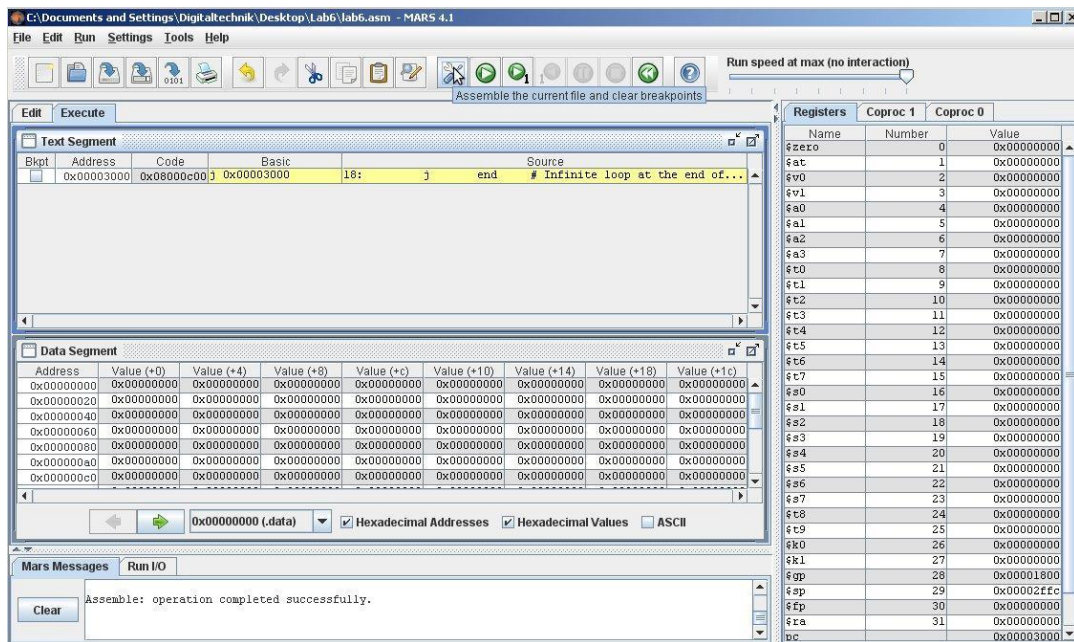 C:\Documents and Settings\Digitaltechnik\Desktop\Lab6\lab6.asm - MARS 4.1
File Edit Run Settings Tools Help
Run speed at max (no interaction)
Assemble the current file and clear breakpoints
Edit Execute
Text Segment
Bkpt Address Code Basic Source
0x00003000 0x08000c00 j 0x00003000 18: j end # Infinite loop at the end of...
Data Segment
Address Value (+0) Value (+4) Value (+8) Value (+c) Value (+10) Value (+14) Value (+18) Value (+1c)
0x00000000 0x00000000 0x00000000 0x00000000 0x00000000 0x00000000 0x00000000 0x00000000 0x00000000
0x00000020 0x00000000 0x00000000 0x00000000 0x00000000 0x00000000 0x00000000 0x00000000 0x00000000
0x00000040 0x00000000 0x00000000 0x00000000 0x00000000 0x00000000 0x00000000 0x00000000 0x00000000
0x00000060 0x00000000 0x00000000 0x00000000 0x00000000 0x00000000 0x00000000 0x00000000 0x00000000
0x00000080 0x00000000 0x00000000 0x00000000 0x00000000 0x00000000 0x00000000 0x00000000 0x00000000
0x000000a0 0x00000000 0x00000000 0x00000000 0x00000000 0x00000000 0x00000000 0x00000000 0x00000000
0x000000c0 0x00000000 0x00000000 0x00000000 0x00000000 0x00000000 0x00000000 0x00000000 0x00000000
0x00000000 (.data) Hexadecimal Addresses Hexadecimal Values ASCII
Mars Messages Run I/O
Assemble: operation completed successfully.
Clear
Registers Coproc 1 Coproc 0
Name Number Value
$zero 0 0x00000000
$at 1 0x00000000
$v0 2 0x00000000
$v1 3 0x00000000
$a0 4 0x00000000
$a1 5 0x00000000
$a2 6 0x00000000
$a3 7 0x00000000
$t0 8 0x00000000
$t1 9 0x00000000
$t2 10 0x00000000
$t3 11 0x00000000
$t4 12 0x00000000
$t5 13 0x00000000
$t6 14 0x00000000
$t7 15 0x00000000
$s0 16 0x00000000
$s1 17 0x00000000
$s2 18 0x00000000
$s3 19 0x00000000
$s4 20 0x00000000
$s5 21 0x00000000
$s6 22 0x00000000
$s7 23 0x00000000
$t8 24 0x00000000
$t9 25 0x00000000
$k0 26 0x00000000
$k1 27 0x00000000
$gp 28 0x00001800
$sp 29 0x00002ffc
$fp 30 0x00000000
$ra 31 0x00000000
pc 0x00003000